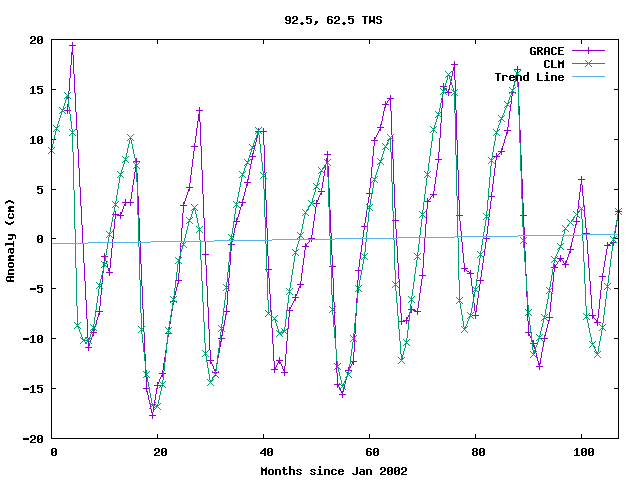 92.5, 62.5 TWS
GRACE
CLM
Trend Line
20
15
10
5
0
-5
-10
-15
-20
Anomaly (cm)
0 20 40 60 80 100
Months since Jan 2002